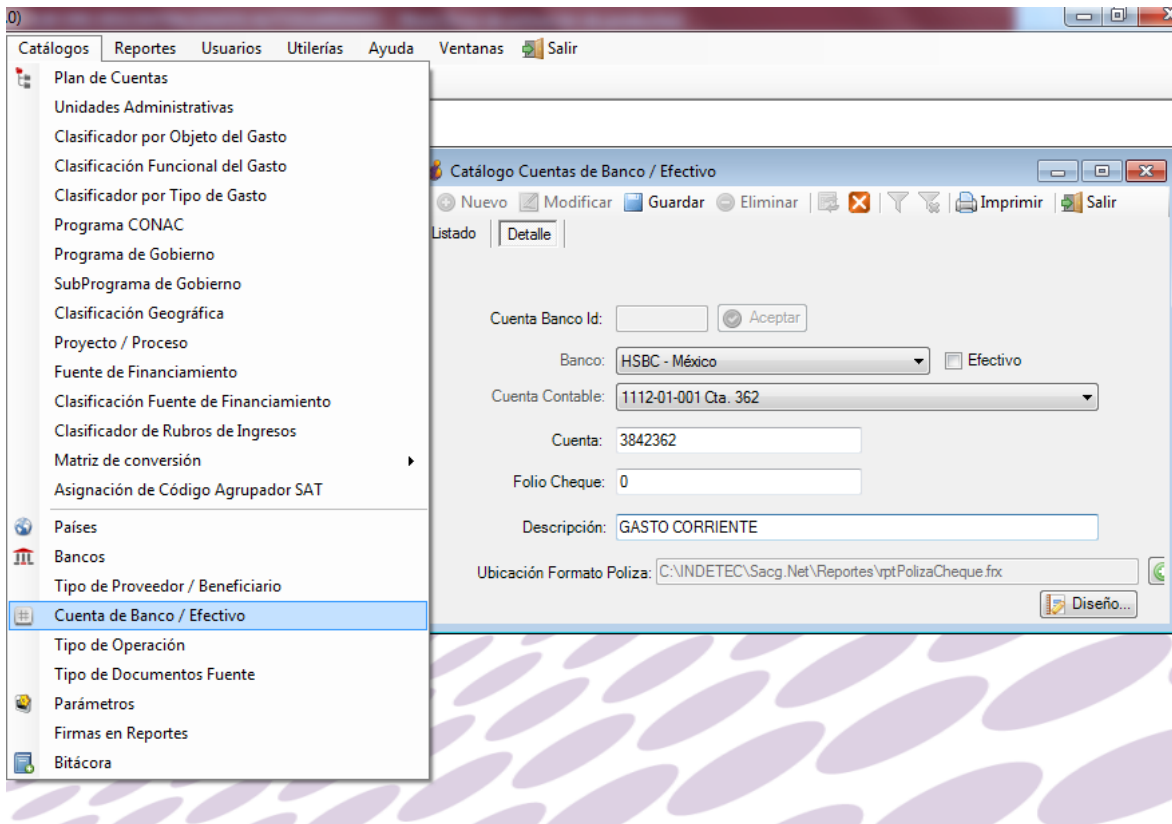 .0)
Catálogos Reportes Usuarios Utilerías Ayuda Ventanas Salir
Plan de Cuentas
Unidades Administrativas
Clasificador por Objeto del Gasto
Clasificación Funcional del Gasto
Clasificador por Tipo de Gasto
Programa CONAC
Programa de Gobierno
SubPrograma de Gobierno
Clasificación Geográfica
Proyecto / Proceso
Fuente de Financiamiento
Clasificación Fuente de Financiamiento
Clasificador de Rubros de Ingresos
Matriz de conversión
Asignación de Código Agrupador SAT
Países
Bancos
Tipo de Proveedor / Beneficiario
Cuenta de Banco / Efectivo
Tipo de Operación
Tipo de Documentos Fuente
Parámetros
Firmas en Reportes
Bitácora
Catálogo Cuentas de Banco / Efectivo
Nuevo Modificar Guardar Eliminar Imprimir Salir
Listado Detalle
Cuenta Banco Id: Aceptar
Banco: HSBC - México Efectivo
Cuenta Contable: 1112-01-001 Cta. 362
Cuenta: 3842362
Folio Cheque: 0
Descripción: GASTO CORRIENTE
Ubicación Formato Poliza: C:\INDETEC\Sacg.Net\Reportes\rptPolizaCheque.frx
Diseño...